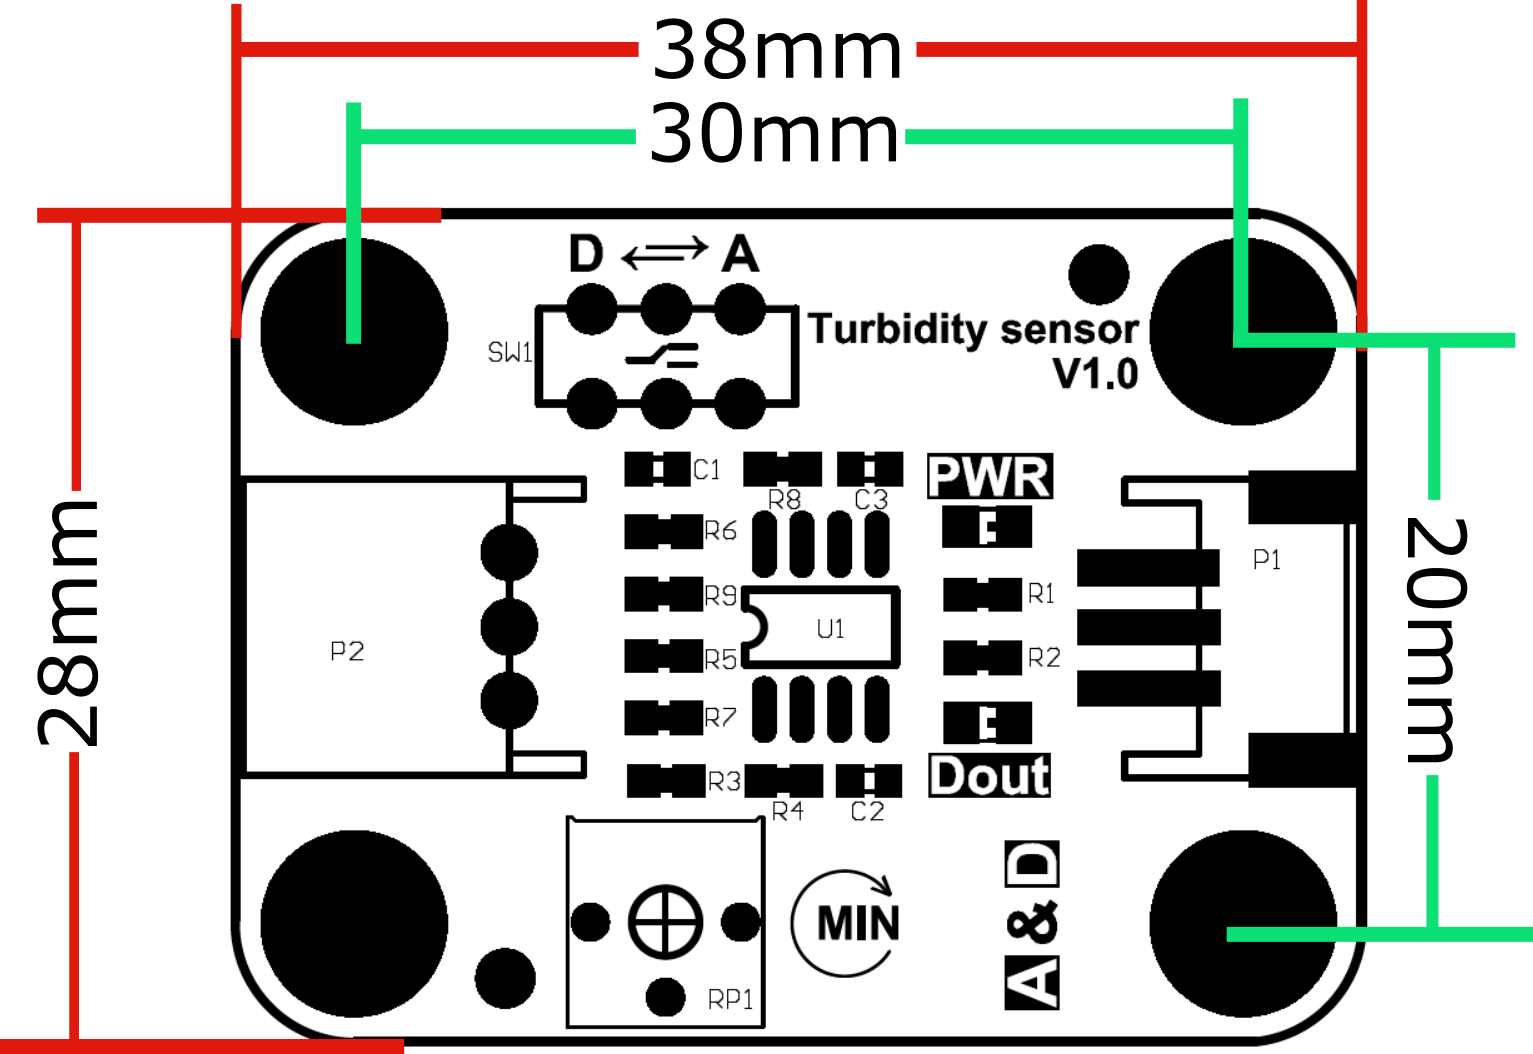 38mm
30mm
D A
SW1
Turbidity sensor
V1.0
C1
R8
C3
PWR
R6
R9
R5
R7
R3
R4
C2
U1
R1
R2
P1
P2
Dout
28mm
20mm
MIN
RP1
A & D